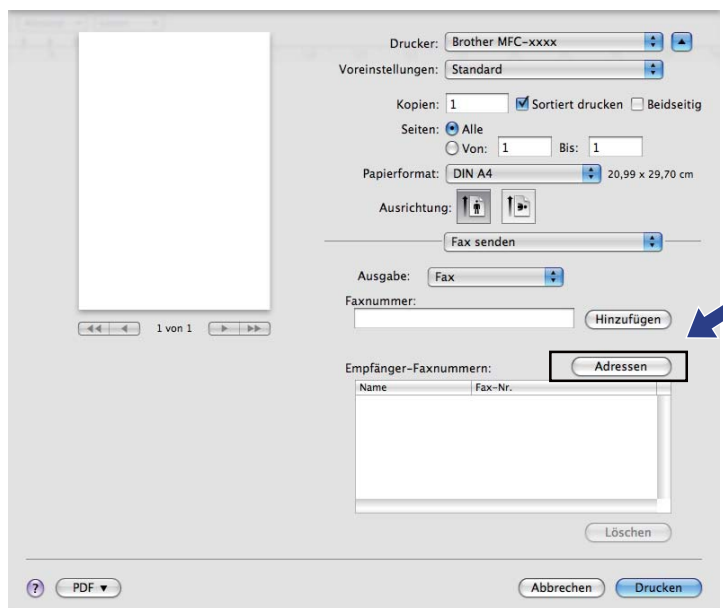 Drucker: Brother MFC-xxxx
Voreinstellungen: Standard
Kopien: 1 Sortiert drucken Beidseitig
Seiten: Alle
Von: 1 Bis: 1
Papierformat: DIN A4 20,99 x 29,70 cm
Ausrichtung:
Fax senden
Ausgabe: Fax
Faxnummer:
Hinzufügen
1 von 1
Empfänger-Faxnummern: Adressen
Name Fax-Nr.
Löschen
? PDF Abbrechen Drucken